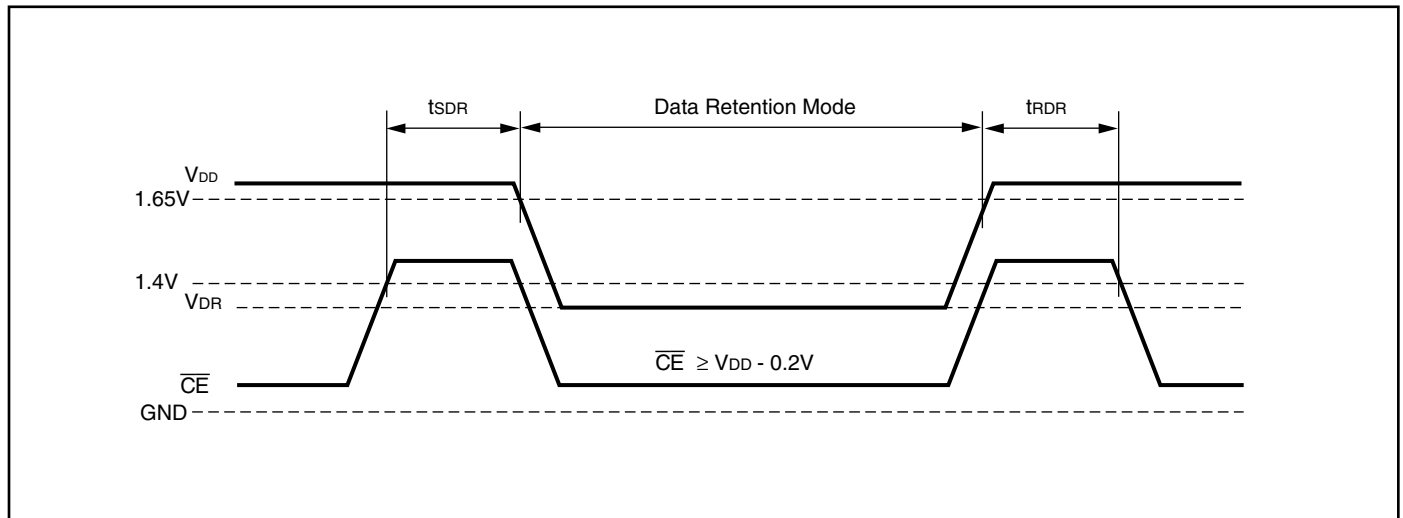 tSDR Data Retention Mode tRDR
VDD
1.65V
1.4V
VDR
CE ≥ VDD - 0.2V
CE
GND